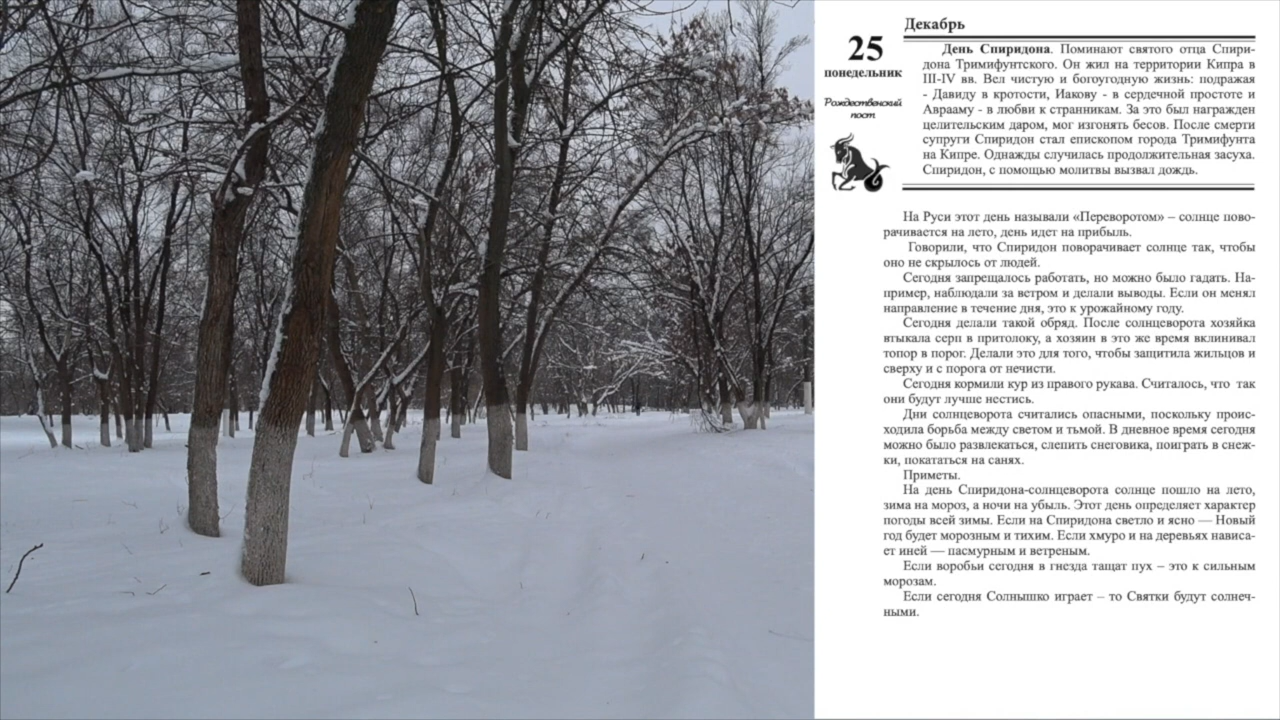 Декабрь
25
понедельник
Рождественский
пост
День Спиридона. Поминают святого отца Спири-
дона Тримифунтского. Он жил на территории Кипра в
III-IV вв. Вел чистую и богоугодную жизнь: подражая
- Давиду в кротости, Иакову - в сердечной простоте и
Аврааму - в любви к странникам. За это был награжден
целительским даром, мог изгонять бесов. После смерти
супруги Спиридон стал епископом города Тримифунта
на Кипре. Однажды случилась продолжительная засуха.
Спиридон, с помощью молитвы вызвал дождь.
На Руси этот день называли «Переворотом» – солнце пово-
рачивается на лето, день идет на прибыль.
Говорили, что Спиридон поворачивает солнце так, чтобы
оно не скрылось от людей.
Сегодня запрещалось работать, но можно было гадать. На-
пример, наблюдали за ветром и делали выводы. Если он менял
направление в течение дня, это к урожайному году.
Сегодня делали такой обряд. После солнцеворота хозяйка
втыкала серп в притолоку, а хозяин в это же время вклинивал
топор в порог. Делали это для того, чтобы защитила жильцов и
сверху и с порога от нечисти.
Сегодня кормили кур из правого рукава. Считалось, что так
они будут лучше нестись.
Дни солнцеворота считались опасными, поскольку проис-
ходила борьба между светом и тьмой. В дневное время сегодня
можно было развлекаться, слепить снеговика, поиграть в снеж-
ки, покататься на санях.
Приметы.
На день Спиридона-солнцеворота солнце пошло на лето,
зима на мороз, а ночи на убыль. Этот день определяет характер
погоды всей зимы. Если на Спиридона светло и ясно — Новый
год будет морозным и тихим. Если хмуро и на деревьях нависа-
ет иней — пасмурным и ветреным.
Если воробьи сегодня в гнезда тащат пух – это к сильным
морозам.
Если сегодня Солнышко играет – то Святки будут солнеч-
ными.